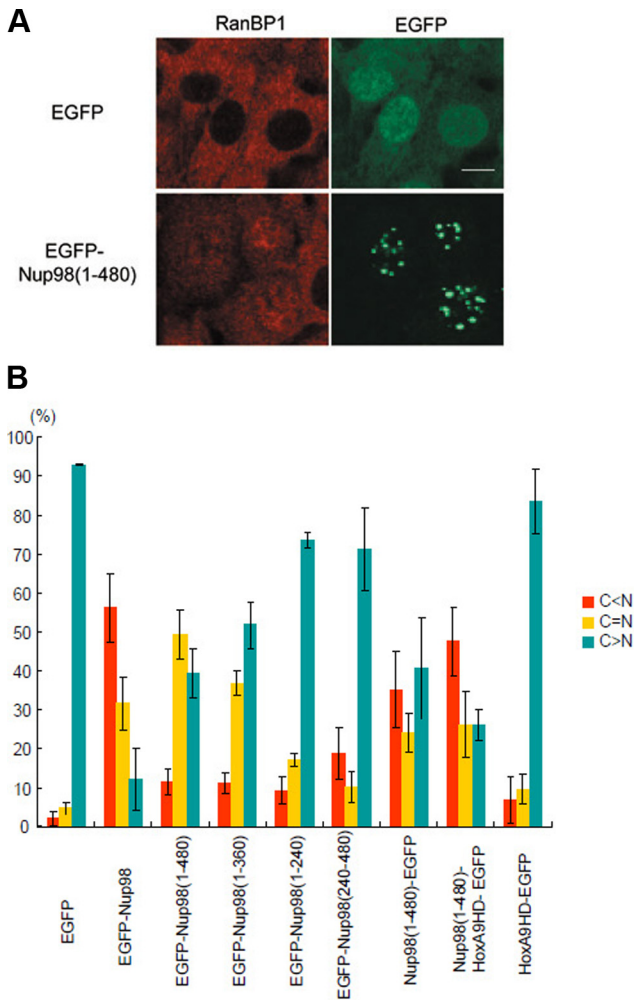 A
RanBP1
EGFP
EGFP
EGFP-
Nup98(1-480)
B
(%)
100
90
80
70
60
50
40
30
20
10
0
C<N
C=N
C>N
EGFP
EGFP-Nup98
EGFP-Nup98(1-480)
EGFP-Nup98(1-360)
EGFP-Nup98(1-240)
EGFP-Nup98(240-480)
Nup98(1-480)-EGFP
Nup98(1-480)-
HoxA9HD- EGFP
HoxA9HD-EGFP